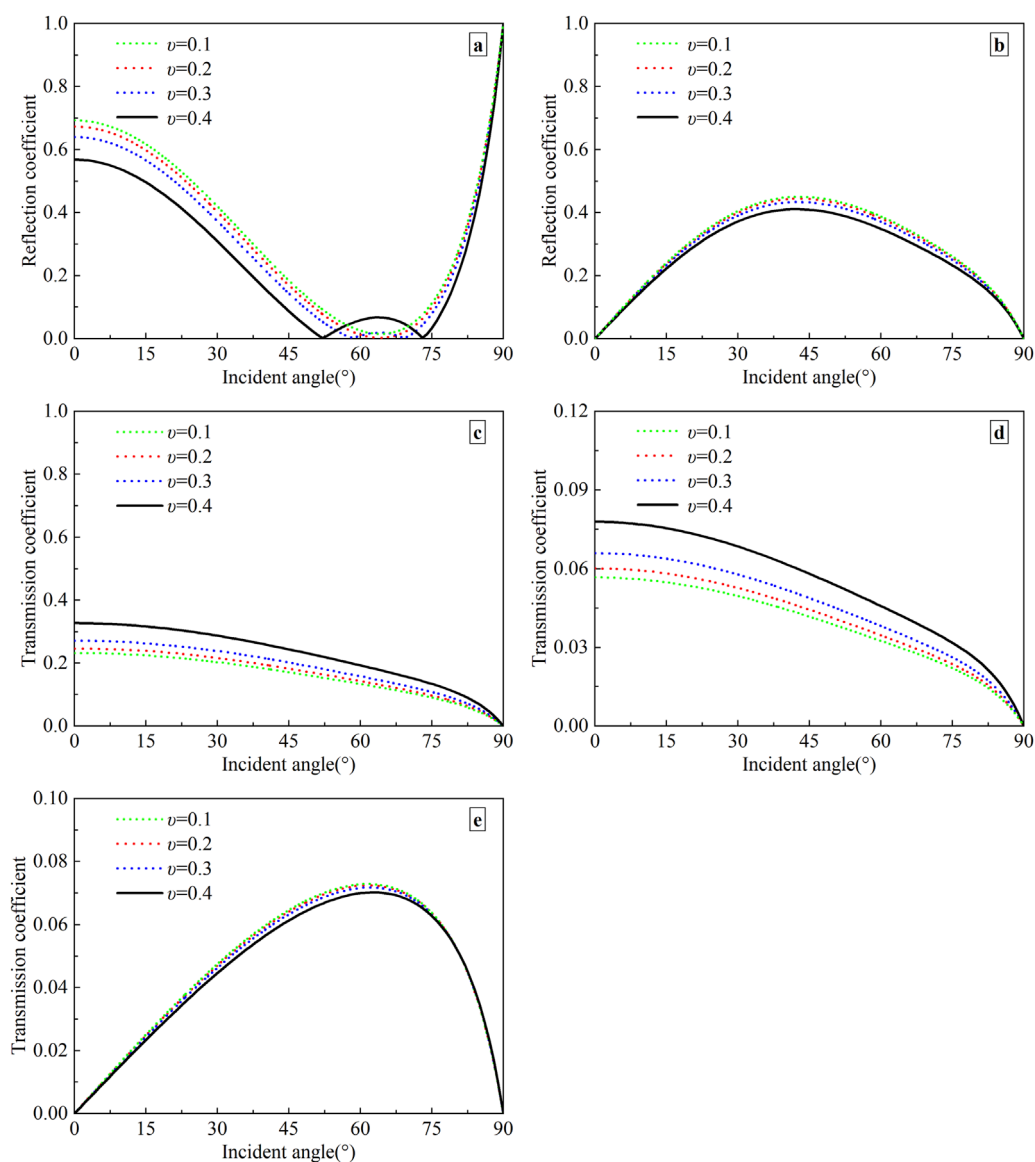 a
υ=0.1
υ=0.2
υ=0.3
υ=0.4
Reflection coefficient
1.0
0.8
0.6
0.4
0.2
0.0
0 15 30 45 60 75 90
Incident angle(°)
b
υ=0.1
υ=0.2
υ=0.3
υ=0.4
Reflection coefficient
1.0
0.8
0.6
0.4
0.2
0.0
0 15 30 45 60 75 90
Incident angle(°)
c
υ=0.1
υ=0.2
υ=0.3
υ=0.4
Transmission coefficient
1.0
0.8
0.6
0.4
0.2
0.0
0 15 30 45 60 75 90
Incident angle(°)
d
υ=0.1
υ=0.2
υ=0.3
υ=0.4
Transmission coefficient
0.12
0.09
0.06
0.03
0.00
0 15 30 45 60 75 90
Incident angle(°)
e
υ=0.1
υ=0.2
υ=0.3
υ=0.4
Transmission coefficient
0.10
0.08
0.06
0.04
0.02
0.00
0 15 30 45 60 75 90
Incident angle(°)